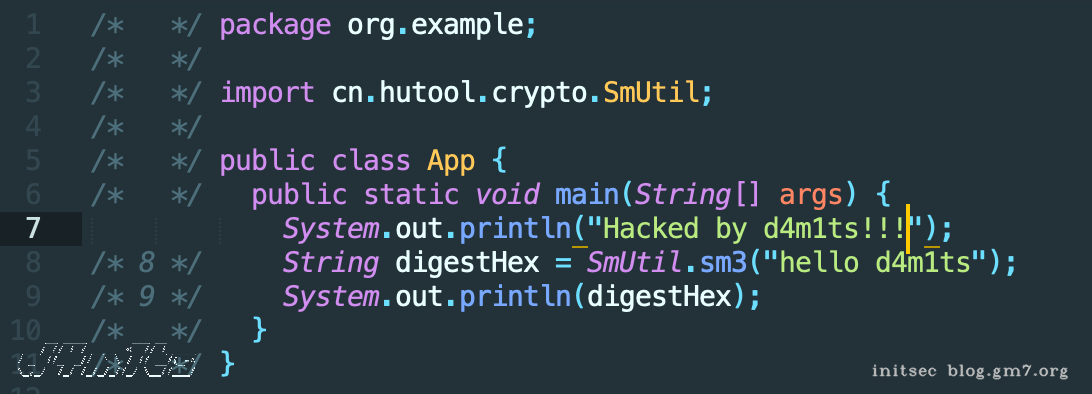 1 /*   */ package org.example;
2 /*   */
3 /*   */ import cn.hutool.crypto.SmUtil;
4 /*   */
5 /*   */ public class App {
6 /*   */   public static void main(String[] args) {
7             System.out.println("Hacked by d4m1ts!!!");
8 /* 8 */     String digestHex = SmUtil.sm3("hello d4m1ts");
9 /* 9 */     System.out.println(digestHex);
10 /*   */   }
11 /*   */ }
initsec blog.gm7.org